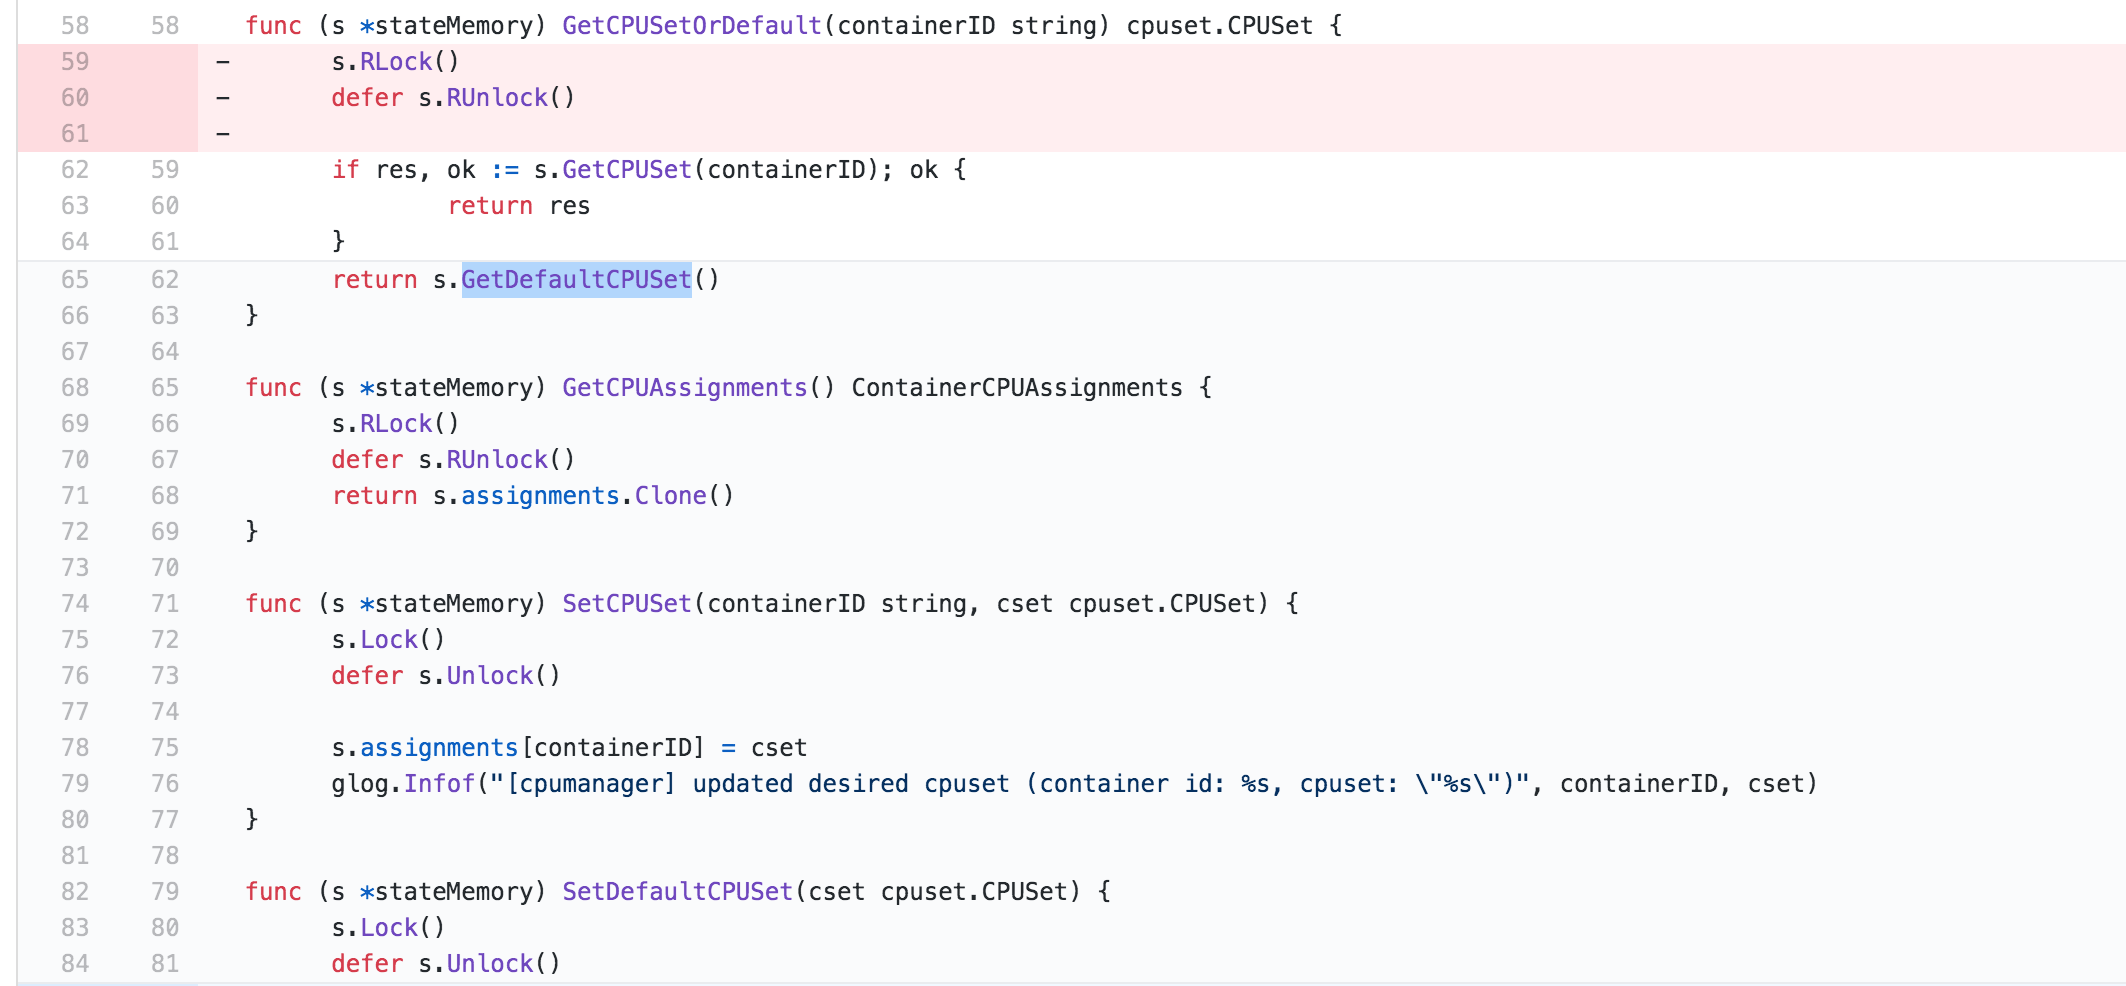 58 58 func (s *stateMemory) GetCPUSetOrDefault(containerID string) cpuset.CPUSet {
59 - s.RLock()
60 - defer s.RUnlock()
61 -
62 59 if res, ok := s.GetCPUSet(containerID); ok {
63 60 return res
64 61 }
65 62 return s.GetDefaultCPUSet()
66 63 }
67 64
68 65 func (s *stateMemory) GetCPUAssignments() ContainerCPUAssignments {
69 66 s.RLock()
70 67 defer s.RUnlock()
71 68 return s.assignments.Clone()
72 69 }
73 70
74 71 func (s *stateMemory) SetCPUSet(containerID string, cset cpuset.CPUSet) {
75 72 s.Lock()
76 73 defer s.Unlock()
77 74
78 75 s.assignments[containerID] = cset
79 76 glog.Infof("[cpumanager] updated desired cpuset (container id: %s, cpuset: \"%s\")", containerID, cset)
80 77 }
81 78
82 79 func (s *stateMemory) SetDefaultCPUSet(cset cpuset.CPUSet) {
83 80 s.Lock()
84 81 defer s.Unlock()